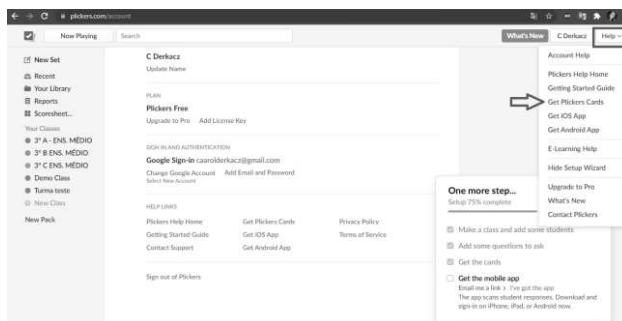 plickers.com/account
Now Playing
Search
What's New
C Derkacz
Help
New Set
Recent
Your Library
Reports
Scoresheet...
Your Classes
3° A - ENS. MÉDIO
3° B ENS. MÉDIO
3° C ENS. MÉDIO
Demo Class
Turma teste
New Class
New Pack
C Derkacz
Update Name
PLAN
Plickers Free
Upgrade to Pro Add License Key
SIGN IN AND AUTHENTICATION
Google Sign-in caarolderkacz@gmail.com
Change Google Account Add Email and Password
Select New Account
HELP LINKS
Plickers Help Home Get Plickers Cards Privacy Policy
Getting Started Guide Get iOS App Terms of Service
Contact Support Get Android App
Sign out of Plickers
Account Help
Plickers Help Home
Getting Started Guide
Get Plickers Cards
Get iOS App
Get Android App
E-Learning Help
Hide Setup Wizard
Upgrade to Pro
What's New
Contact Plickers
One more step...
Setup 75% complete
Make a class and add some students
Add some questions to ask
Get the cards
Get the mobile app
Email me a link > I've got the app
The app scans student responses. Download and
sign-in on iPhone, iPad, or Android now.